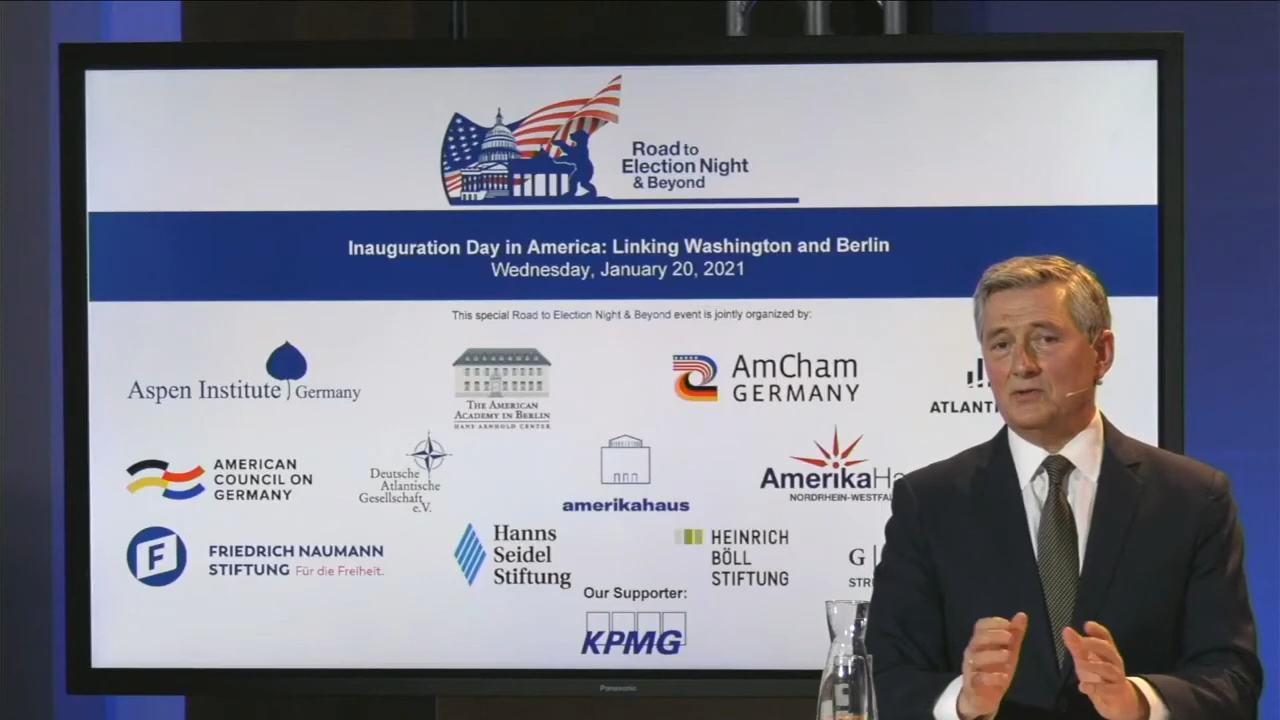 Road to
Election Night
& Beyond
Inauguration Day in America: Linking Washington and Berlin
Wednesday, January 20, 2021
This special Road to Election Night & Beyond event is jointly organized by:
Aspen Institute Germany
THE AMERICAN
ACADEMY IN BERLIN
HANS ARNHOLD CENTER
AmCham
GERMANY
AMERICAN
COUNCIL ON
GERMANY
Deutsche
Atlantische
Gesellschaft
e.V.
amerikahaus
F
FRIEDRICH NAUMANN
STIFTUNG Für die Freiheit.
Hanns
Seidel
Stiftung
HEINRICH
BÖLL
STIFTUNG
G
Our Supporter:
KPMG
Panasonic